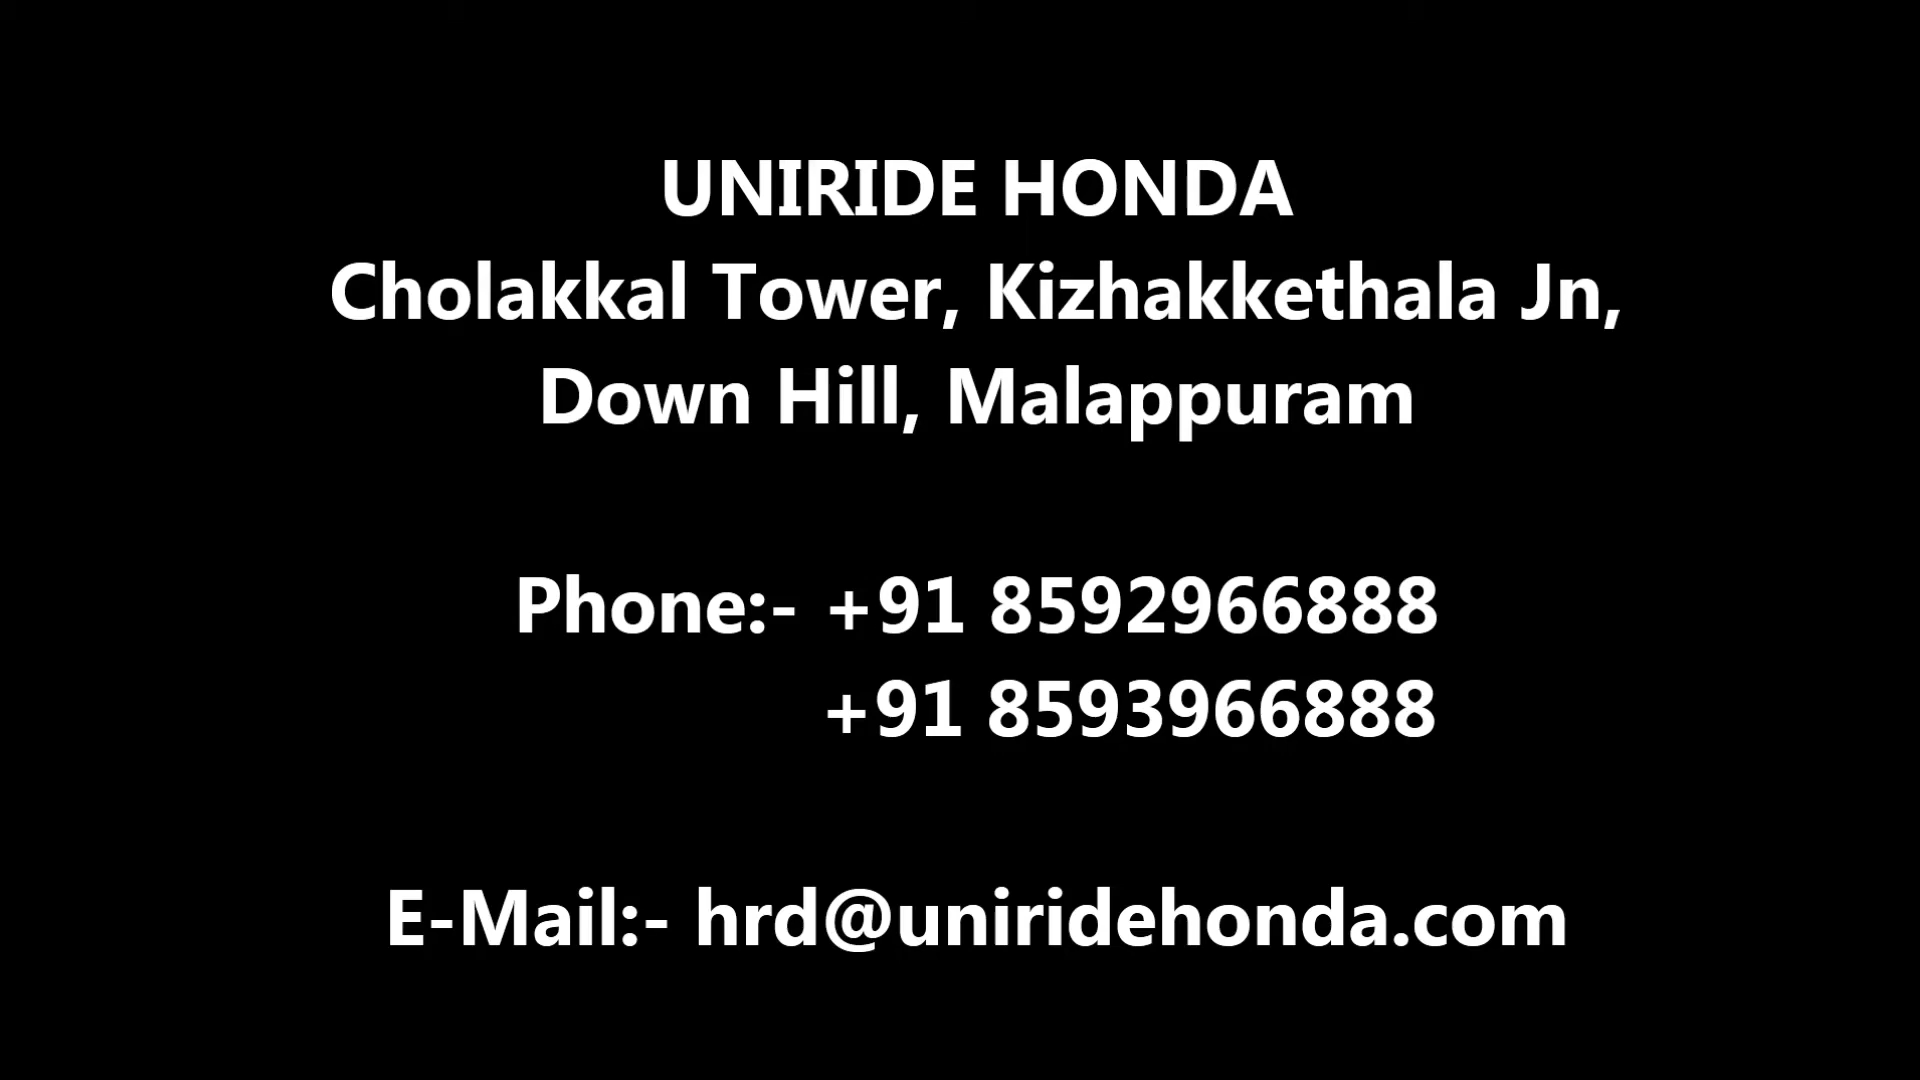 UNIRIDE HONDA
Cholakkal Tower, Kizhakkethala Jn,
Down Hill, Malappuram
Phone:- +91 8592966888
+91 8593966888
E-Mail:- hrd@uniridehonda.com